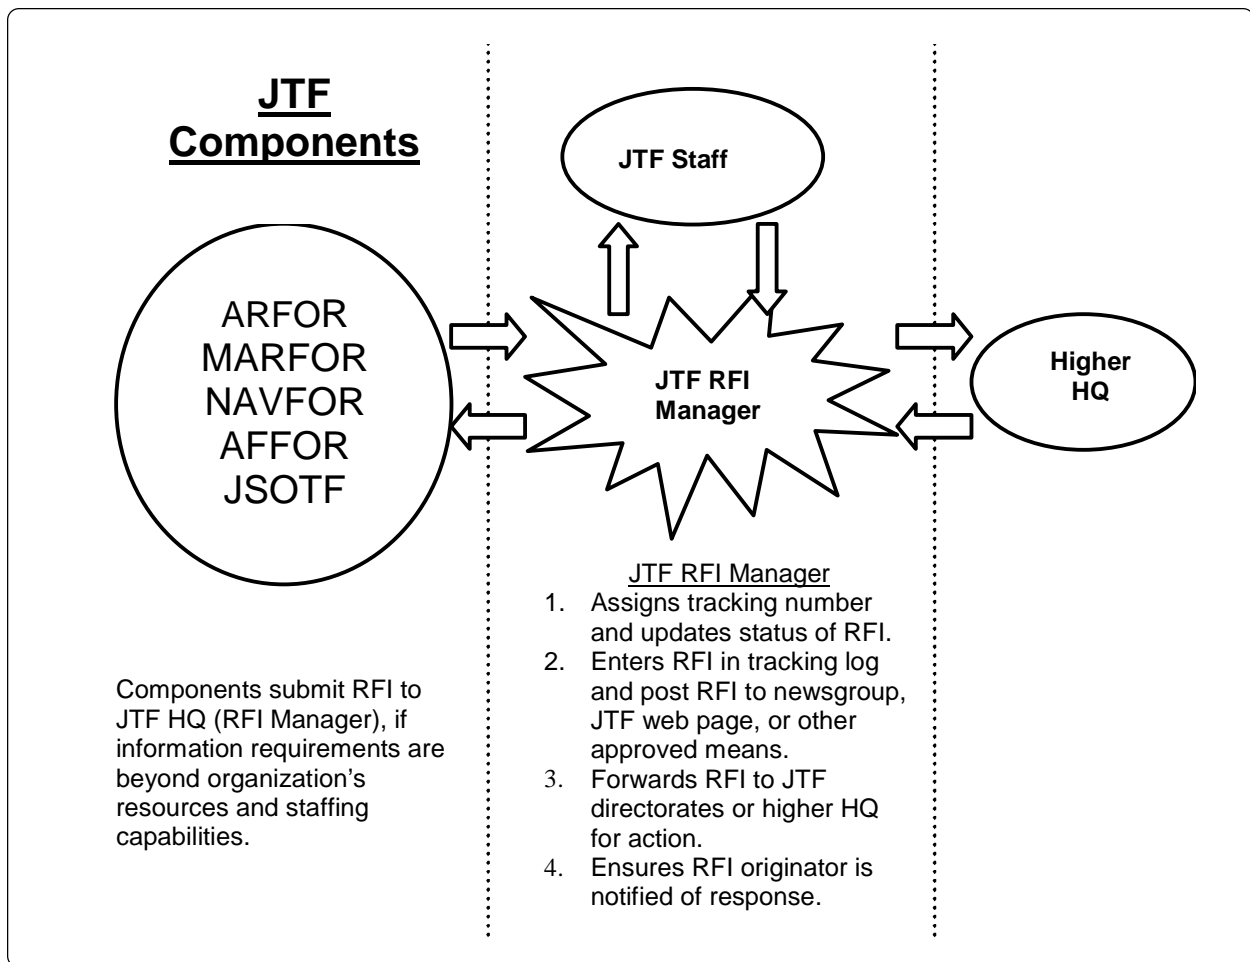 JTF
Components
ARFOR
MARFOR
NAVFOR
AFFOR
JSOTF
Components submit RFI to
JTF HQ (RFI Manager), if
information requirements are
beyond organization’s
resources and staffing
capabilities.
JTF Staff
JTF RFI
Manager
JTF RFI Manager
1. Assigns tracking number
and updates status of RFI.
2. Enters RFI in tracking log
and post RFI to newsgroup,
JTF web page, or other
approved means.
3. Forwards RFI to JTF
directorates or higher HQ
for action.
4. Ensures RFI originator is
notified of response.
Higher
HQ